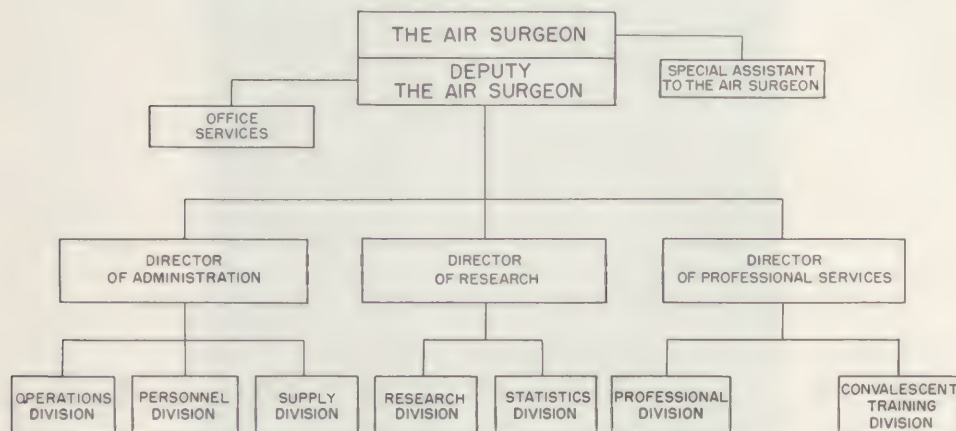 THE AIR SURGEON
DEPUTY
THE AIR SURGEON
SPECIAL ASSISTANT
TO THE AIR SURGEON
OFFICE
SERVICES
DIRECTOR
OF ADMINISTRATION
DIRECTOR
OF RESEARCH
DIRECTOR
OF PROFESSIONAL SERVICES
OPERATIONS
DIVISION
PERSONNEL
DIVISION
SUPPLY
DIVISION
RESEARCH
DIVISION
STATISTICS
DIVISION
PROFESSIONAL
DIVISION
CONVALESCENT
TRAINING
DIVISION